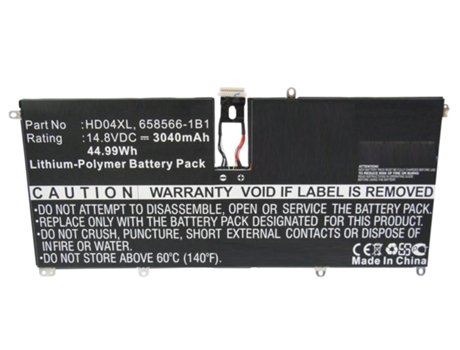 Part No :HD04XL, 658566-1B1
Rating :14.8VDC ⎓ 3040mAh
44.99Wh
Lithium-Polymer Battery Pack
CAUTION
WARRANTY VOID IF LABEL IS REMOVED
•DO NOT ATTEMPT TO DISASSEMBLE, OPEN OR SERVICE THE BATTERY PACK.
•REPLACE ONLY WITH THE CORRECT BATTERY FOR THIS PRODUCT.
•DO NOT CRUSH, PUNCTURE, SHORT EXTERNAL CONTACTS OR DISPOSE OF
IN FIRE OR WATER.
•DO NOT STORE ABOVE 60°C (140°F).
CE
Made In China